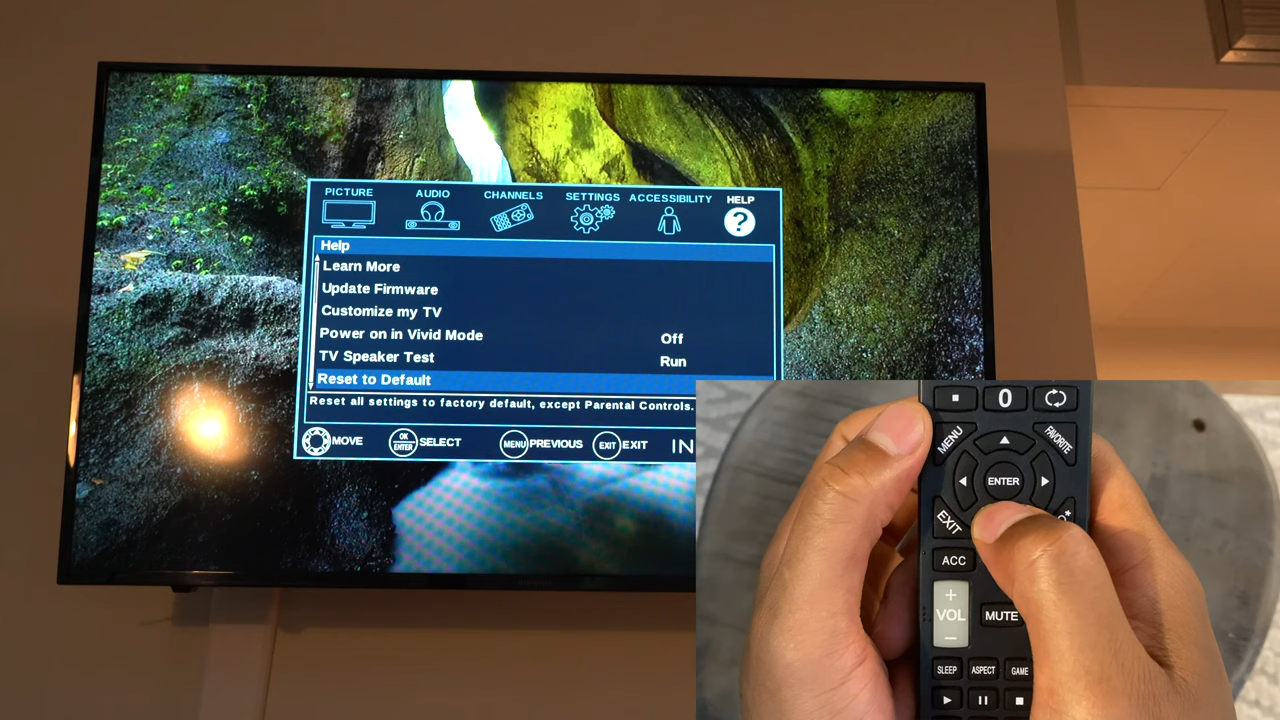 PICTURE AUDIO CHANNELS SETTINGS ACCESSIBILITY HELP
?
Help
Learn More
Update Firmware
Customize my TV
Power on in Vivid Mode Off
TV Speaker Test Run
Reset to Default
Reset all settings to factory default, except Parental Controls.
MOVE OK ENTER SELECT MENU PREVIOUS EXIT EXIT
0
MENU FAVORITE
ENTER
EXIT
ACC
+
VOL MUTE
-
SLEEP ASPECT GAME